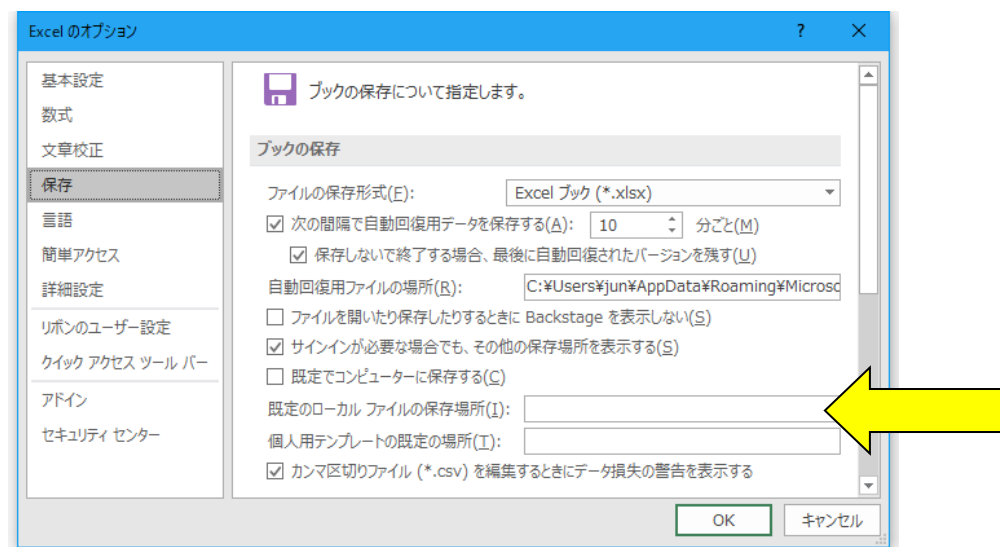 Excel のオプション ? ×
基本設定
数式
文章校正
保存
言語
簡単アクセス
詳細設定
リボンのユーザー設定
クイック アクセス ツール バー
アドイン
セキュリティ センター
ブックの保存について指定します。
ブックの保存
ファイルの保存形式(F): Excel ブック (*.xlsx)
次の間隔で自動回復用データを保存する(A): 10 分ごと(M)
保存しないで終了する場合、最後に自動回復されたバージョンを残す(U)
自動回復用ファイルの場所(R): C:¥Users¥jun¥AppData¥Roaming¥Microsc
ファイルを開いたり保存したりするときに Backstage を表示しない(S)
サインインが必要な場合でも、その他の保存場所を表示する(S)
既定でコンピューターに保存する(C)
既定のローカル ファイルの保存場所(I):
個人用テンプレートの既定の場所(T):
カンマ区切りファイル (*.csv) を編集するときにデータ損失の警告を表示する
OK キャンセル